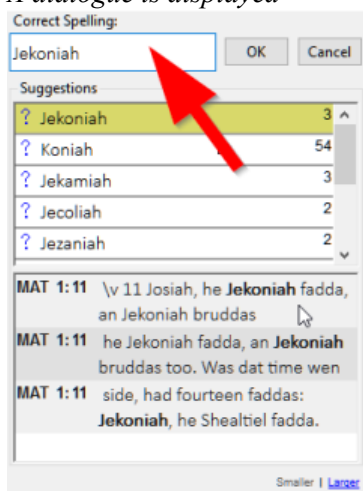 A dialogue is displayed
Correct Spelling:
Jekoniah OK Cancel
Suggestions
? Jekoniah 3
? Koniah 54
? Jekamiah 3
? Jecoliah 2
? Jezaniah 2
MAT 1:11 \v 11 Josiah, he Jekoniah fadda,
an Jekoniah bruddas
MAT 1:11 he Jekoniah fadda, an Jekoniah
bruddas too. Was dat time wen
MAT 1:11 side, had fourteen faddas:
Jekoniah, he Shealtiel fadda.
Smaller | Larger